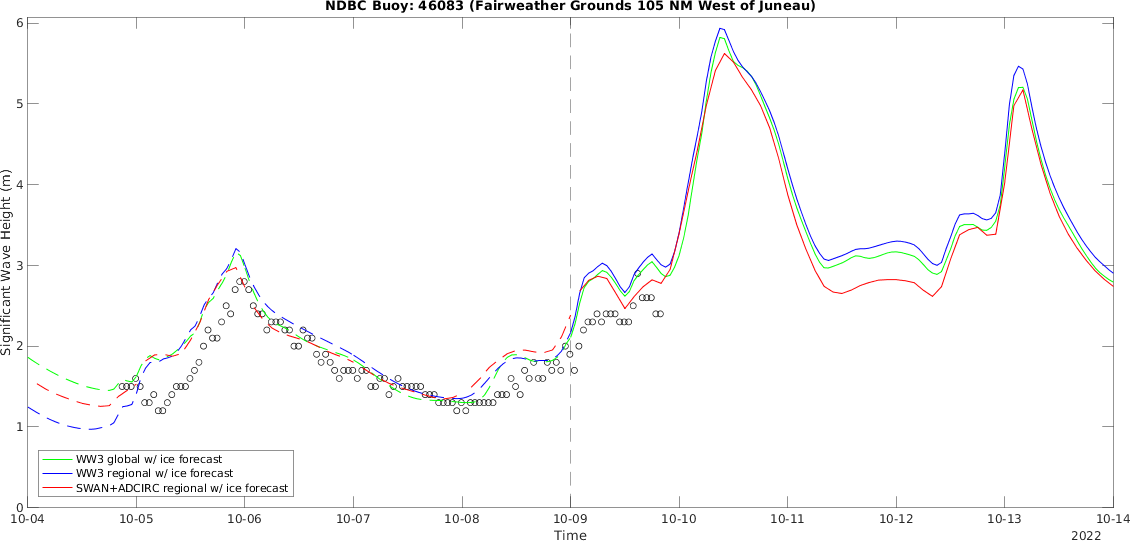 NDBC Buoy: 46083 (Fairweather Grounds 105 NM West of Juneau)
6
5
4
3
2
1
0
Significant Wave Height (m)
WW3 global w/ ice forecast
WW3 regional w/ ice forecast
SWAN+ADCIRC regional w/ ice forecast
10-04 10-05 10-06 10-07 10-08 10-09 10-10 10-11 10-12 10-13 10-14
Time
2022